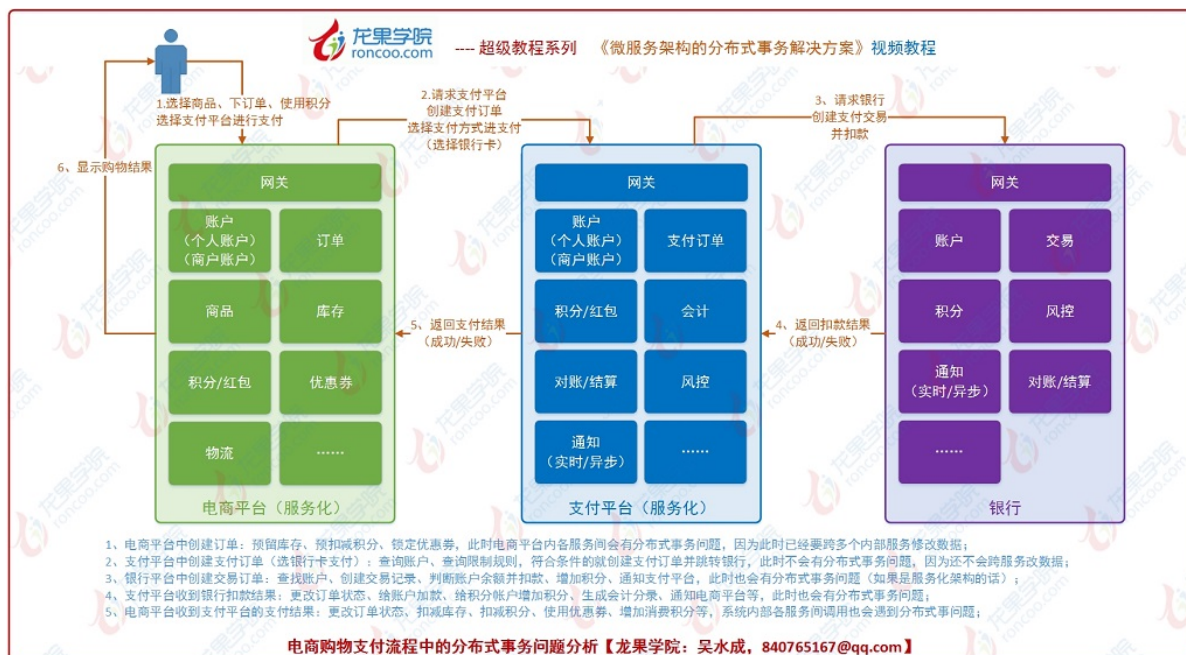 龙果学院
roncoo.com
---- 超级教程系列 《微服务架构的分布式事务解决方案》视频教程
1.选择商品、下订单、使用积分
选择支付平台进行支付
2.请求支付平台
创建支付订单
选择支付方式进支付
（选择银行卡）
3、请求银行
创建支付交易
并扣款
6、显示购物结果
网关
账户
（个人账户）
（商户账户）
订单
商品
库存
积分/红包
优惠券
物流
……
电商平台（服务化）
5、返回支付结果
（成功/失败）
网关
账户
（个人账户）
（商户账户）
支付订单
积分/红包
会计
对账/结算
风控
通知
（实时/异步）
……
支付平台（服务化）
4、返回扣款结果
（成功/失败）
网关
账户
交易
积分
风控
通知
（实时/异步）
对账/结算
……
银行
1、电商平台中创建订单：预留库存、预扣减积分、锁定优惠券，此时电商平台内各服务间会有分布式事务问题，因为此时已经要跨多个内部服务修改数据；
2、支付平台中创建支付订单（选银行卡支付）：查询账户、查询限制规则，符合条件的就创建支付订单并跳转银行，此时不会有分布式事务问题，因为还不会跨服务改数据；
3、银行平台中创建交易订单：查找账户、创建交易记录、判断账户余额并扣款、增加积分、通知支付平台，此时也会有分布式事务问题（如果是服务化架构的话）；
4、支付平台收到银行扣款结果：更改订单状态、给账户加款、给积分帐户增加积分、生成会计分录、通知电商平台等，此时也会有分布式事务问题；
5、电商平台收到支付平台的支付结果：更改订单状态、扣减库存、扣减积分、使用优惠券、增加消费积分等，系统内部各服务间调用也会遇到分布式事问题；
电商购物支付流程中的分布式事务问题分析【龙果学院：吴水成，840765167@qq.com】